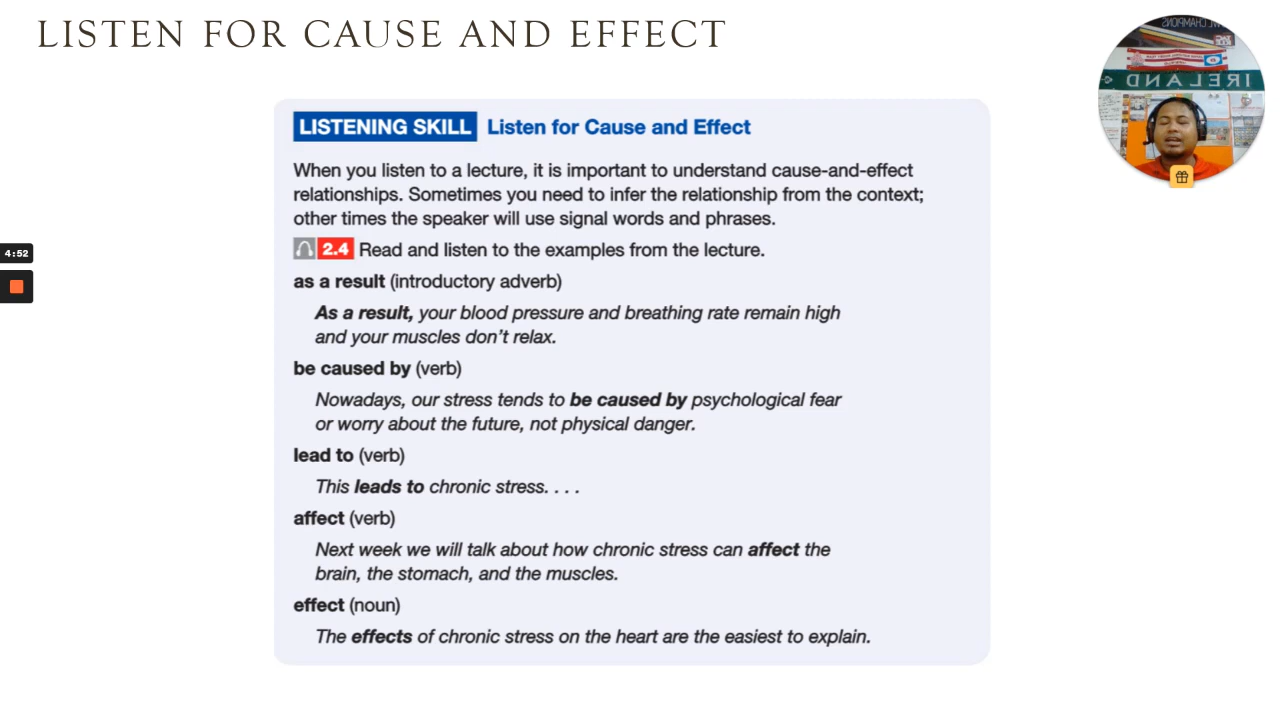 LISTEN FOR CAUSE AND EFFECT
LISTENING SKILL Listen for Cause and Effect
When you listen to a lecture, it is important to understand cause-and-effect
relationships. Sometimes you need to infer the relationship from the context;
other times the speaker will use signal words and phrases.
2.4 Read and listen to the examples from the lecture.
as a result (introductory adverb)
As a result, your blood pressure and breathing rate remain high
and your muscles don't relax.
be caused by (verb)
Nowadays, our stress tends to be caused by psychological fear
or worry about the future, not physical danger.
lead to (verb)
This leads to chronic stress. . . .
affect (verb)
Next week we will talk about how chronic stress can affect the
brain, the stomach, and the muscles.
effect (noun)
The effects of chronic stress on the heart are the easiest to explain.
4:52
CHAMPIONS
IRELAND